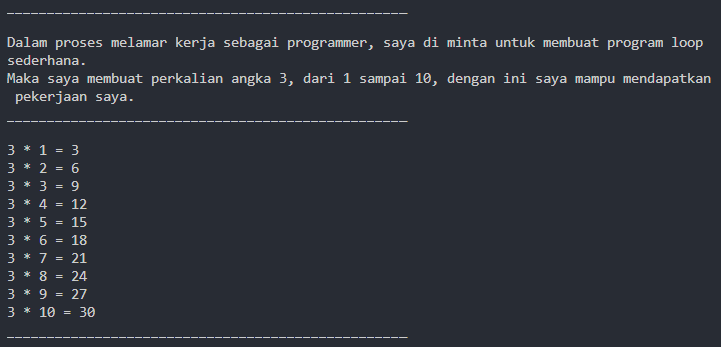 __________________________________________________
Dalam proses melamar kerja sebagai programmer, saya di minta untuk membuat program loop
sederhana.
Maka saya membuat perkalian angka 3, dari 1 sampai 10, dengan ini saya mampu mendapatkan
pekerjaan saya.
__________________________________________________
3 * 1 = 3
3 * 2 = 6
3 * 3 = 9
3 * 4 = 12
3 * 5 = 15
3 * 6 = 18
3 * 7 = 21
3 * 8 = 24
3 * 9 = 27
3 * 10 = 30
__________________________________________________